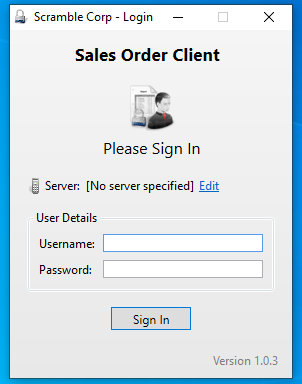 Scramble Corp - Login
Sales Order Client
Please Sign In
Server: [No server specified] Edit
User Details
Username:
Password:
Sign In
Version 1.0.3